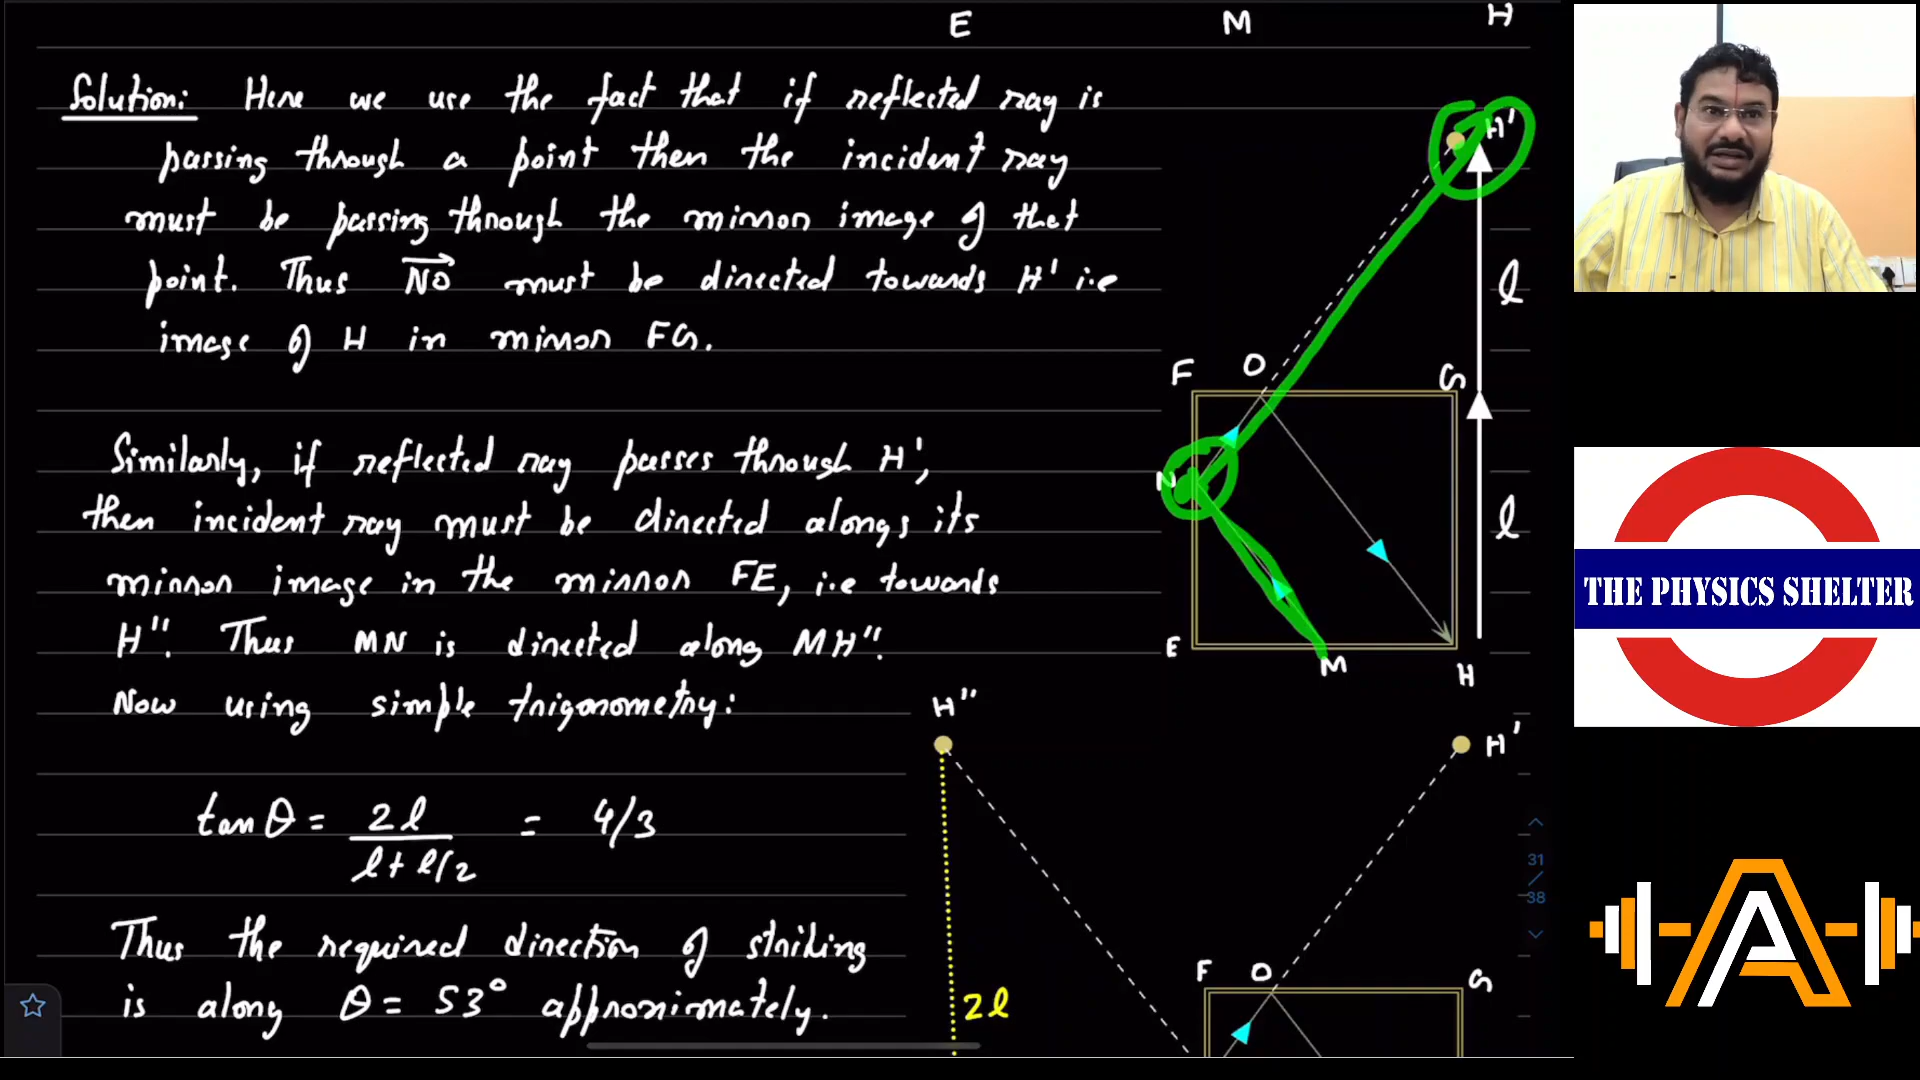 E M H
Solution: Here we use the fact that if reflected ray is
passing through a point then the incident ray
must be passing through the mirror image of that
point. Thus NO must be directed towards H' i.e
image of H in mirror FG.
Similarly, if reflected ray passes through H',
then incident ray must be directed alongs its
mirror image in the mirror FE, i.e towards
H''. Thus MN is directed along MH''.
Now using simple trigonometry:
tan θ = 2l / l + l/2 = 4/3
Thus the required direction of striking
is along θ = 53° approximately.
H'
l
F O G
N
l
E M H
H'' H'
2l
F O G
31
/
38
THE PHYSICS SHELTER
A